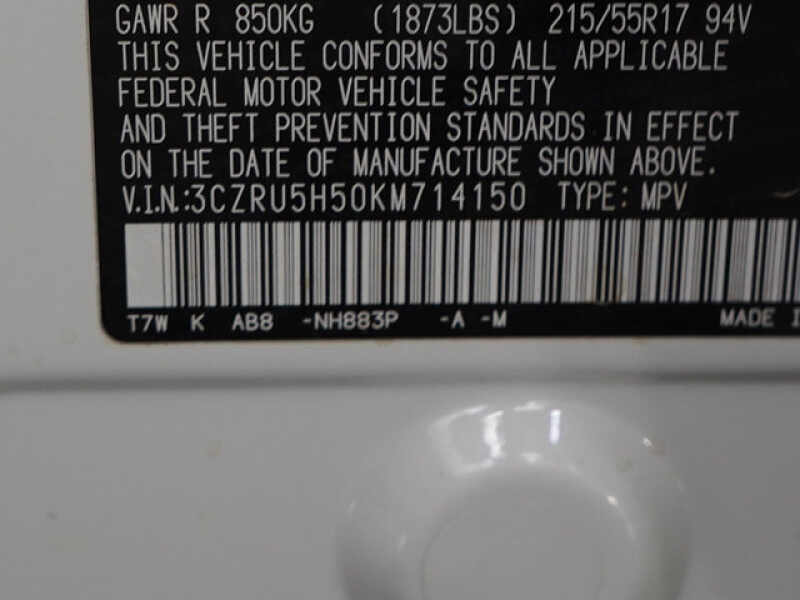 GAWR R 850KG (1873LBS) 215/55R17 94V
THIS VEHICLE CONFORMS TO ALL APPLICABLE
FEDERAL MOTOR VEHICLE SAFETY
AND THEFT PREVENTION STANDARDS IN EFFECT
ON THE DATE OF MANUFACTURE SHOWN ABOVE.
V.I.N.:3CZRU5H50KM714150 TYPE: MPV
T7W K AB8 -NH883P -A -M MADE I